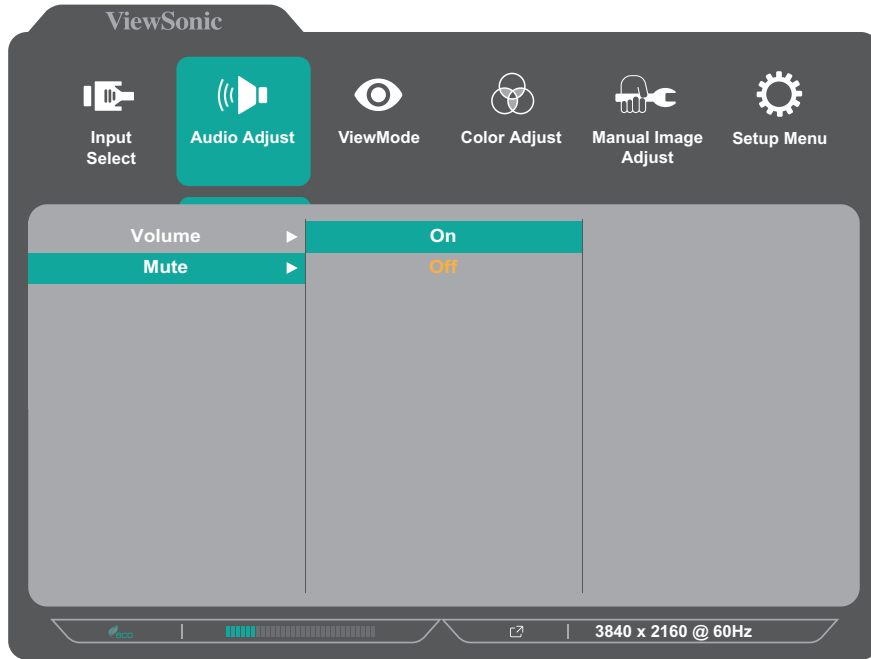 ViewSonic
Input
Select
Audio Adjust
ViewMode
Color Adjust
Manual Image
Adjust
Setup Menu
Volume
On
Mute
Off
eco
3840 x 2160 @ 60Hz